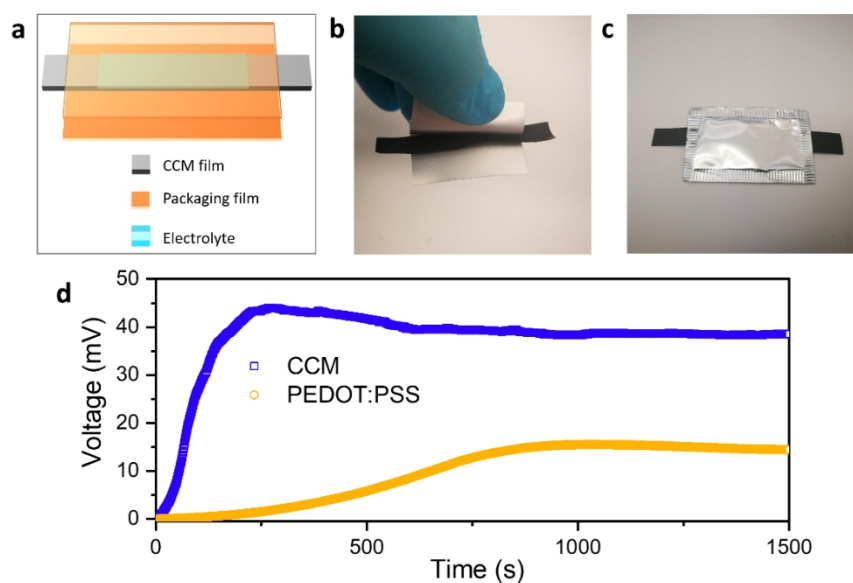 a
b
c
CCM film
Packaging film
Electrolyte
d
50
40
30
20
10
0
Voltage (mV)
CCM
PEDOT:PSS
0
500
1000
1500
Time (s)